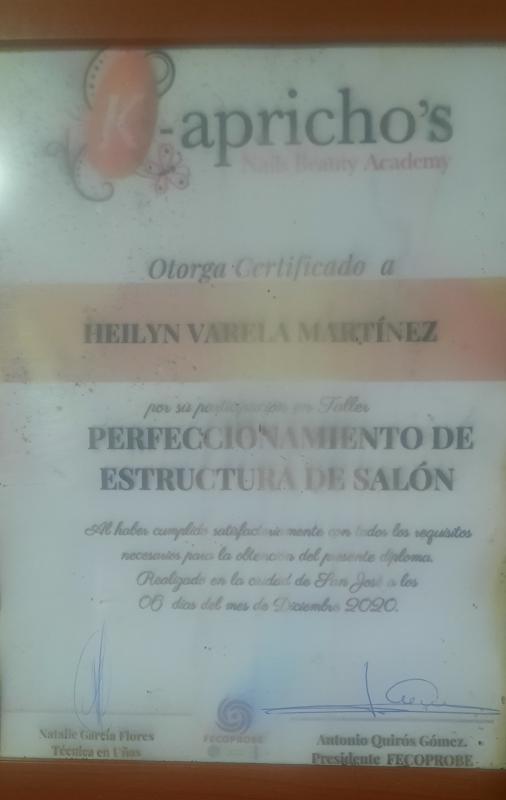 K-apricho's
Nails Beauty Academy
Otorga Certificado a
HEILYN VARELA MARTÍNEZ
por su participación en Taller
PERFECCIONAMIENTO DE
ESTRUCTURA DE SALÓN
Al haber cumplido satisfactoriamente con todos los requisitos
necesarios para la obtención del presente diploma.
Realizado en la ciudad de San José a los
06 días del mes de Diciembre 2020.
Natalie García Flores
Técnica en Uñas
FECOPROBE
Antonio Quirós Gómez.
Presidente FECOPROBE